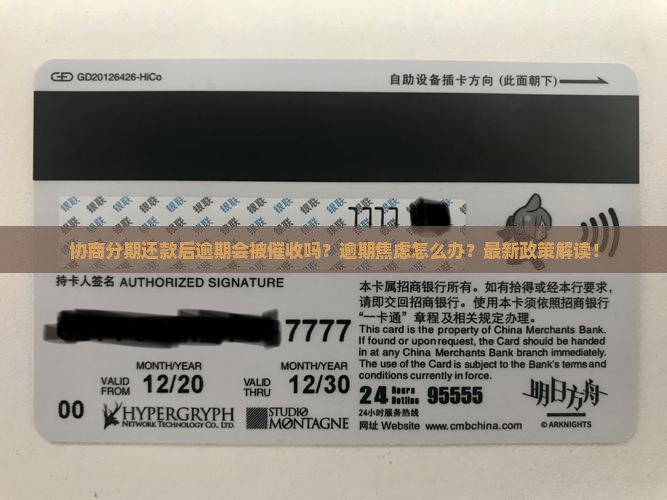 GD20126426-HiCo
自助设备插卡方向 (此面朝下)
7777
协商分期还款后逾期会被催收吗？逾期焦虑怎么办？最新政策解读！
持卡人签名 AUTHORIZED SIGNATURE
7777
MONTH/YEAR MONTH/YEAR
VALID FROM 12/20 VALID THRU 12/30
00
HYPERGRYPH
NETWORK TECHNOLOGY CO., LTD.
STUDIO
MØNTAGNE
本卡属招商银行所有。如有拾得或经本行要求，
请即交回招商银行。使用本卡须依照招商银行
“一卡通”章程及相关规定办理。
This card is the property of China Merchants Bank.
If found or upon request, the Card should be handed
in at any China Merchants Bank branch immediately.
The use of the Card is subject to the Bank's terms and
conditions currently in force.
24 Hours Hotline 95555
24小时服务热线
网址 Website www.cmbchina.com
明日方舟
© ARKNIGHTS